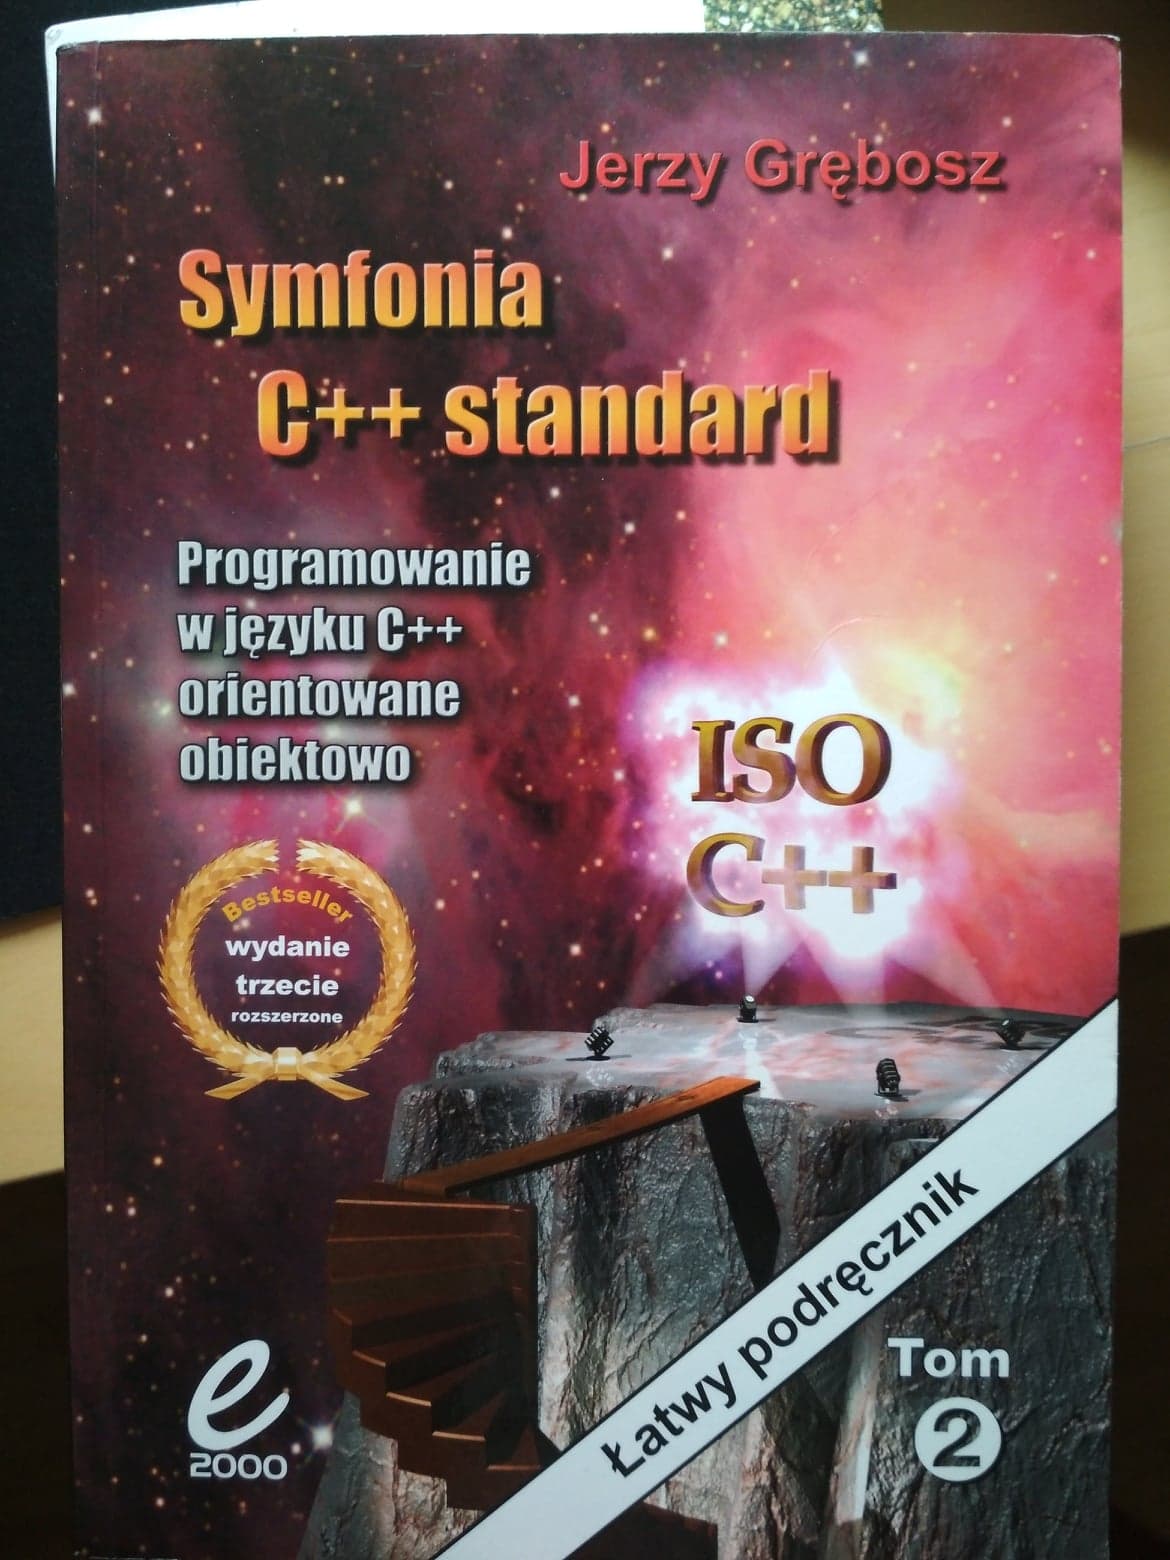 Jerzy Grębosz
Symfonia
C++ standard
Programowanie
w języku C++
orientowane
obiektowo
ISO
C++
Bestseller
wydanie
trzecie
rozszerzone
Łatwy podręcznik
Tom
2
e
2000